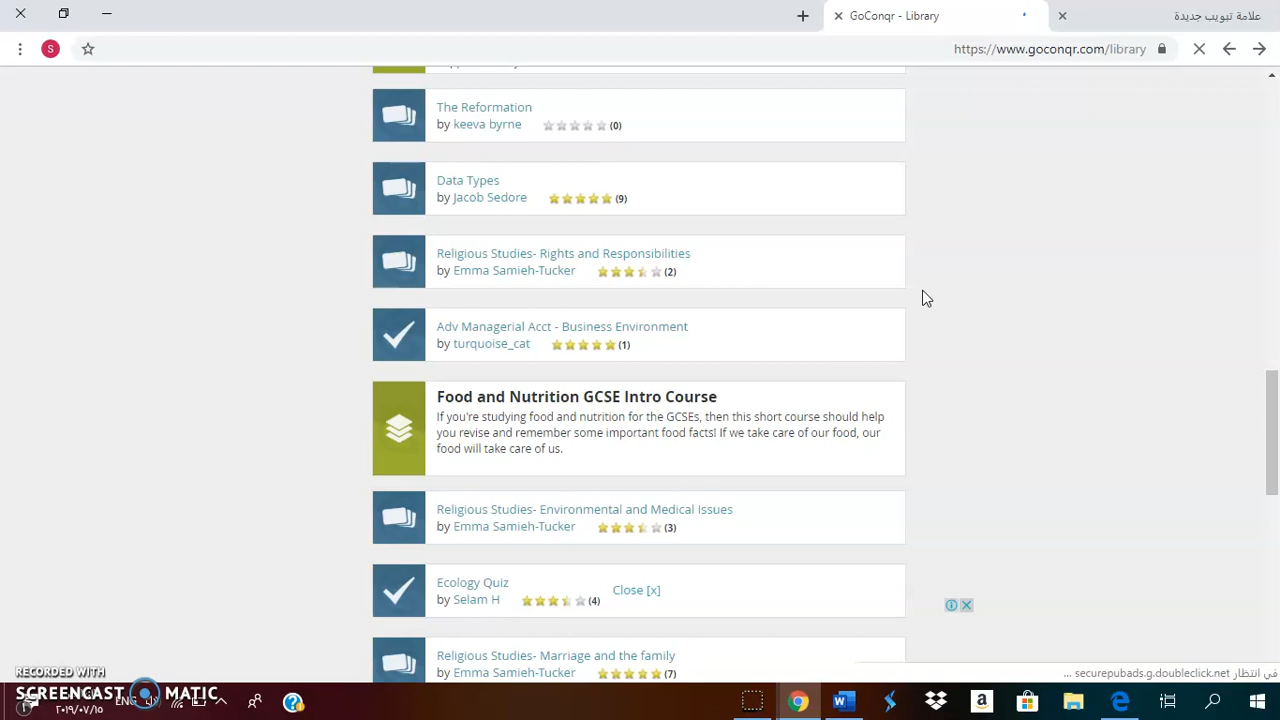 GoConqr - Library
علامة تبويب جديدة
S
https://www.goconqr.com/library
The Reformation
by keeva byrne (0)
Data Types
by Jacob Sedore (9)
Religious Studies- Rights and Responsibilities
by Emma Samieh-Tucker (2)
Adv Managerial Acct - Business Environment
by turquoise_cat (1)
Food and Nutrition GCSE Intro Course
If you're studying food and nutrition for the GCSEs, then this short course should help
you revise and remember some important food facts! If we take care of our food, our
food will take care of us.
Religious Studies- Environmental and Medical Issues
by Emma Samieh-Tucker (3)
Ecology Quiz
by Selam H (4)
Close [x]
Religious Studies- Marriage and the family
by Emma Samieh-Tucker (7)
في انتظار securepubads.g.doubleclick.net ...
RECORDED WITH
SCREENCAST MATIC
ENG
٢٠١٩/٠٧/١٥